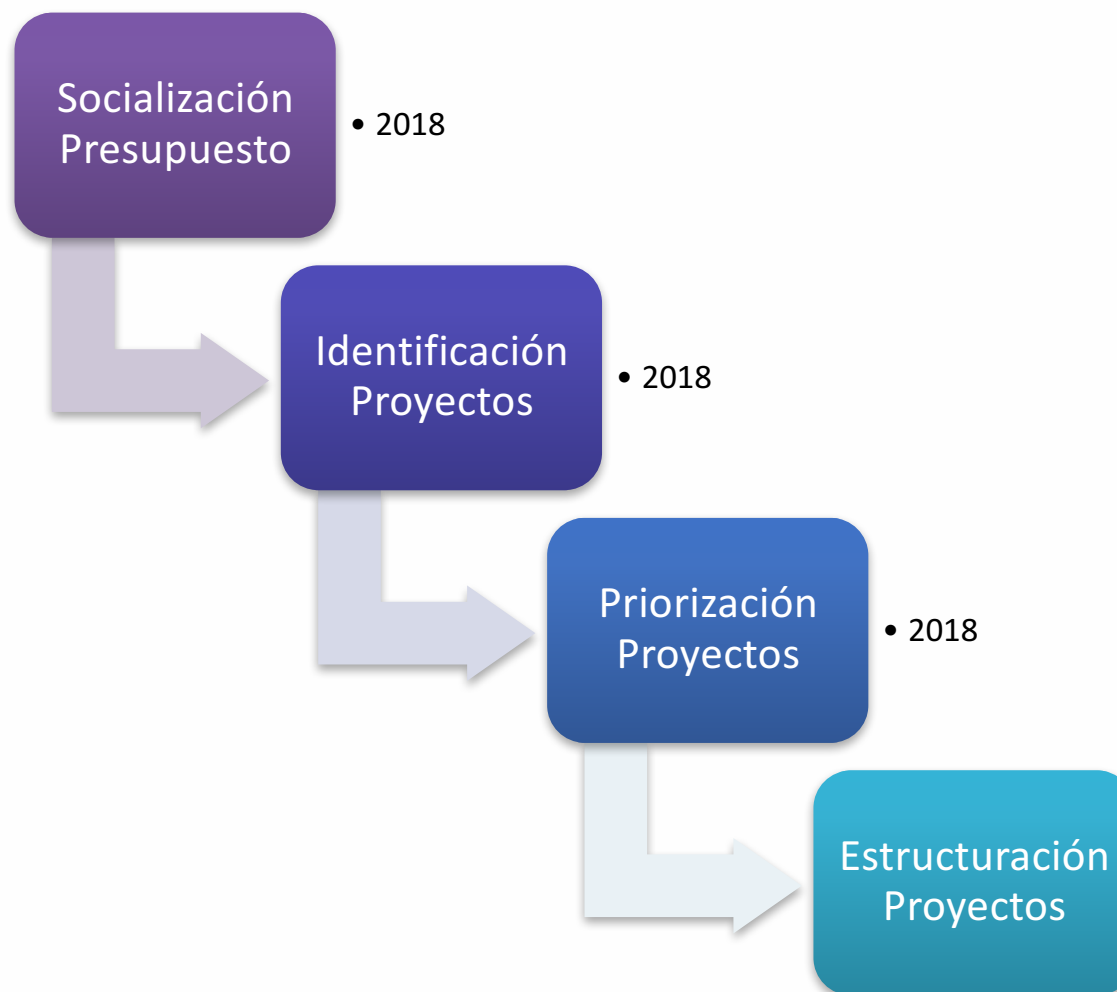 Socialización
Presupuesto
• 2018
Identificación
Proyectos
• 2018
Priorización
Proyectos
• 2018
Estructuración
Proyectos